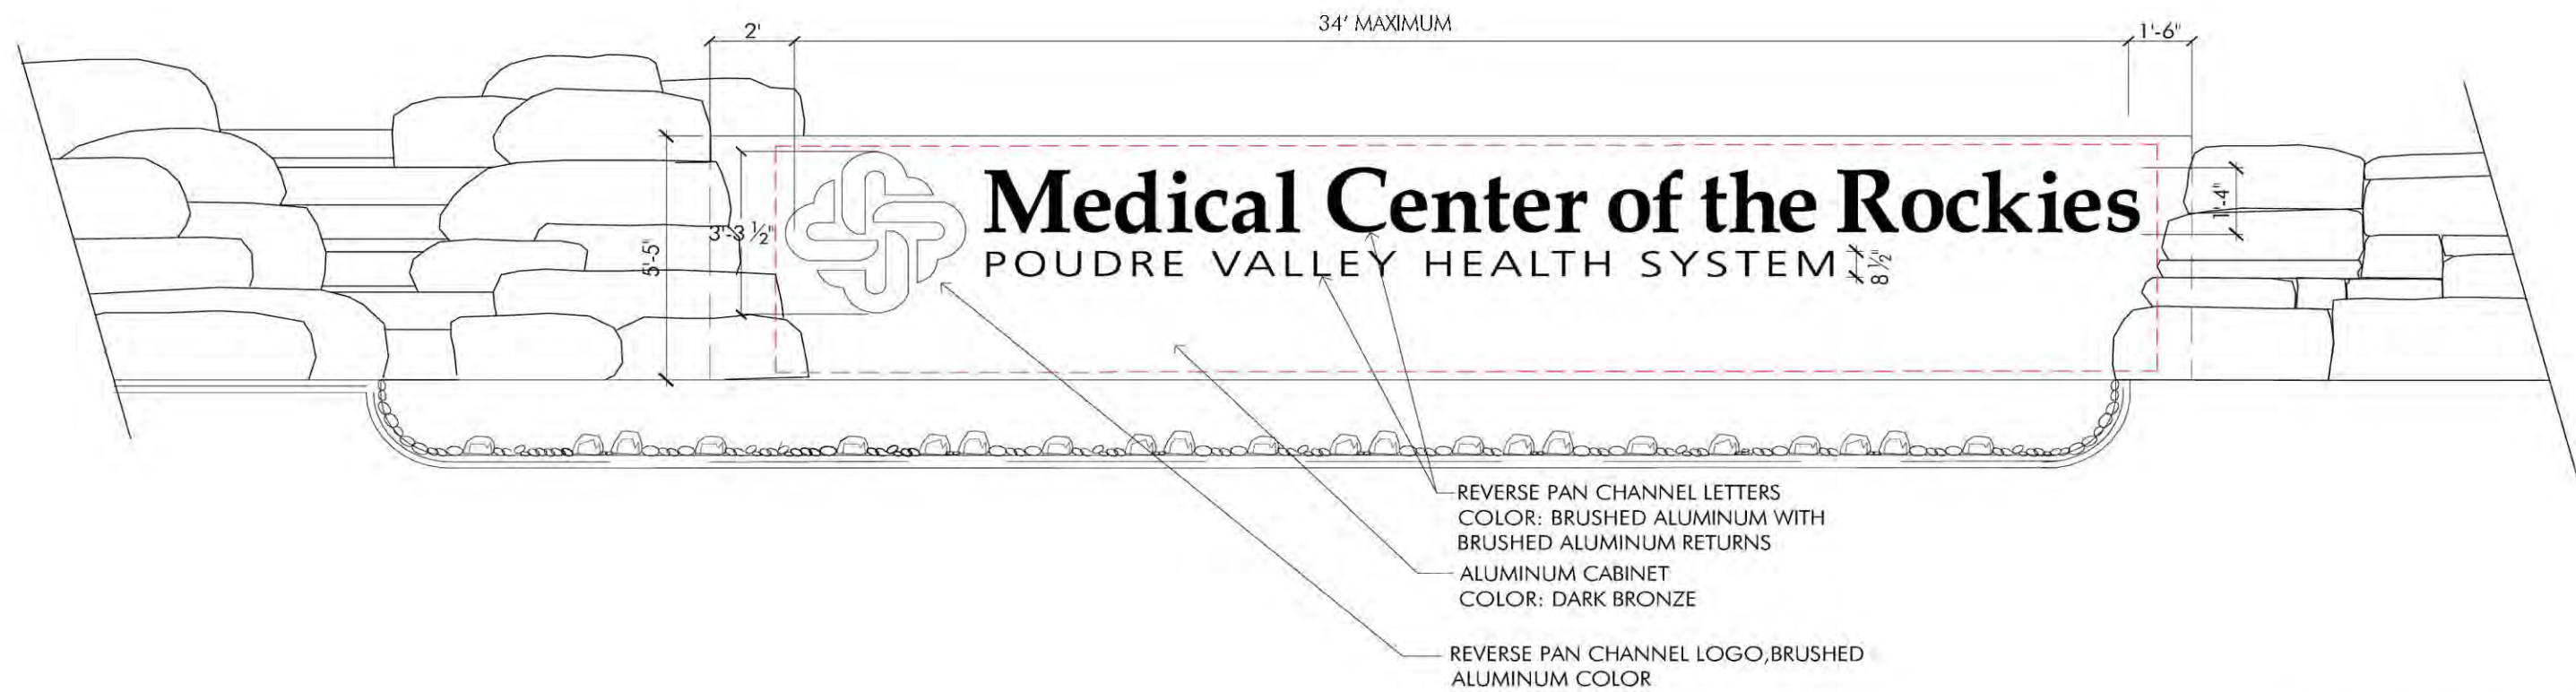 34' MAXIMUM
2'
1'-6"
Medical Center of the Rockies
POUDRE VALLEY HEALTH SYSTEM
3'-3 ½"
5'-5"
1'-4"
8 ½"
REVERSE PAN CHANNEL LETTERS
COLOR: BRUSHED ALUMINUM WITH
BRUSHED ALUMINUM RETURNS
ALUMINUM CABINET
COLOR: DARK BRONZE
REVERSE PAN CHANNEL LOGO,BRUSHED
ALUMINUM COLOR